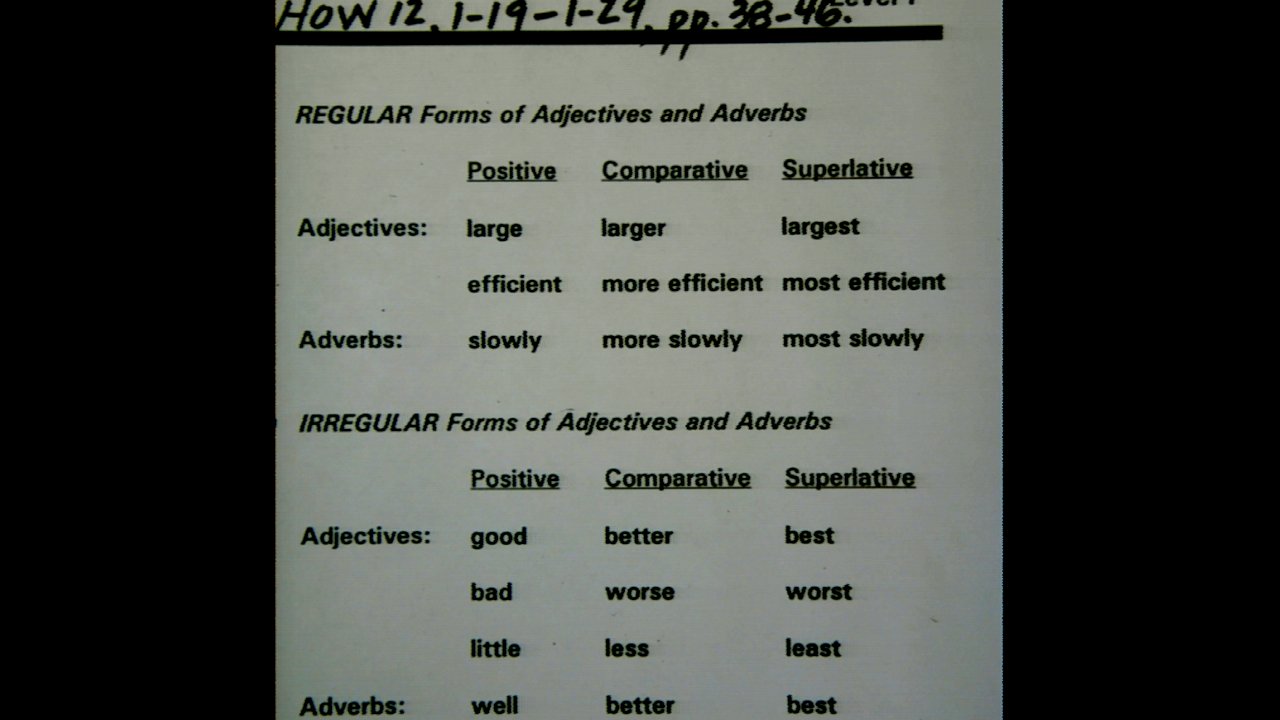 HOW 12, 1-19-1-29, pp. 38-46.
REGULAR Forms of Adjectives and Adverbs
Positive Comparative Superlative
Adjectives: large larger largest
efficient more efficient most efficient
Adverbs: slowly more slowly most slowly
IRREGULAR Forms of Adjectives and Adverbs
Positive Comparative Superlative
Adjectives: good better best
bad worse worst
little less least
Adverbs: well better best